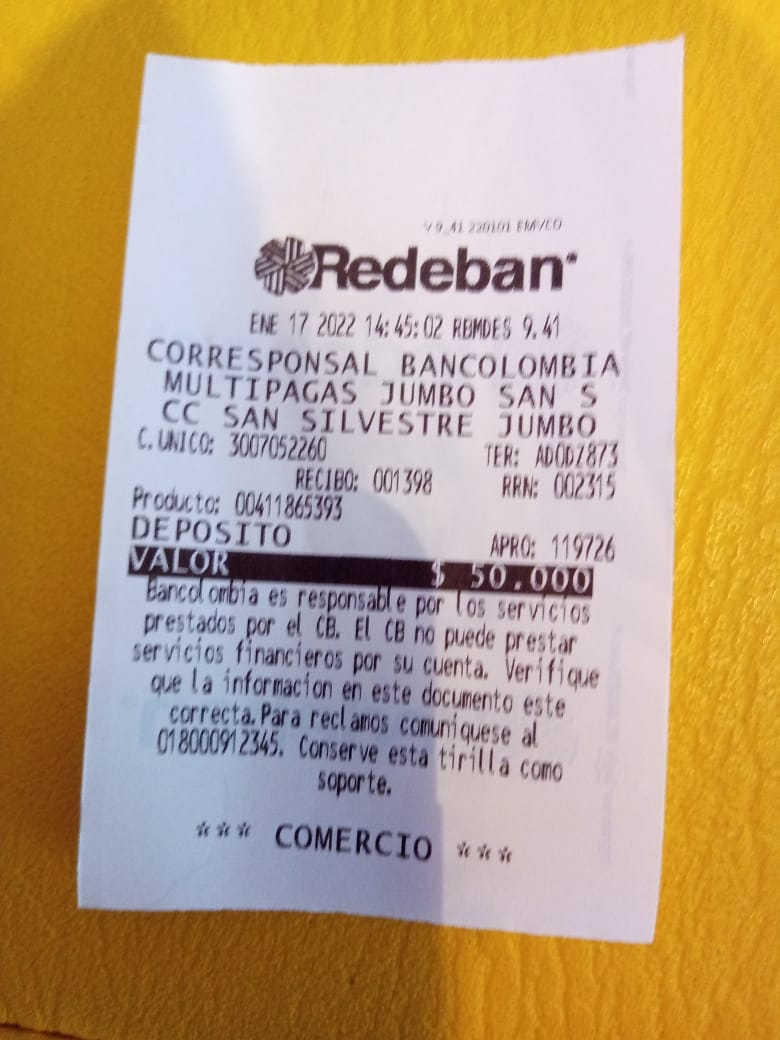 V 9_41 220101 EMVCO
Redeban
ENE 17 2022 14:45:02 RBMDES 9.41
CORRESPONSAL BANCOLOMBIA
MULTIPAGAS JUMBO SAN S
CC SAN SILVESTRE JUMBO
C.UNICO: 3007052260 TER: ADODZ873
RECIBO: 001398 RRN: 002315
Producto: 00411865393
DEPOSITO APRO: 119726
VALOR $ 50.000
Bancolombia es responsable por los servicios
prestados por el CB. El CB no puede prestar
servicios financieros por su cuenta. Verifique
que la informacion en este documento este
correcta.Para reclamos comuniquese al
018000912345. Conserve esta tirilla como
soporte.
*** COMERCIO ***